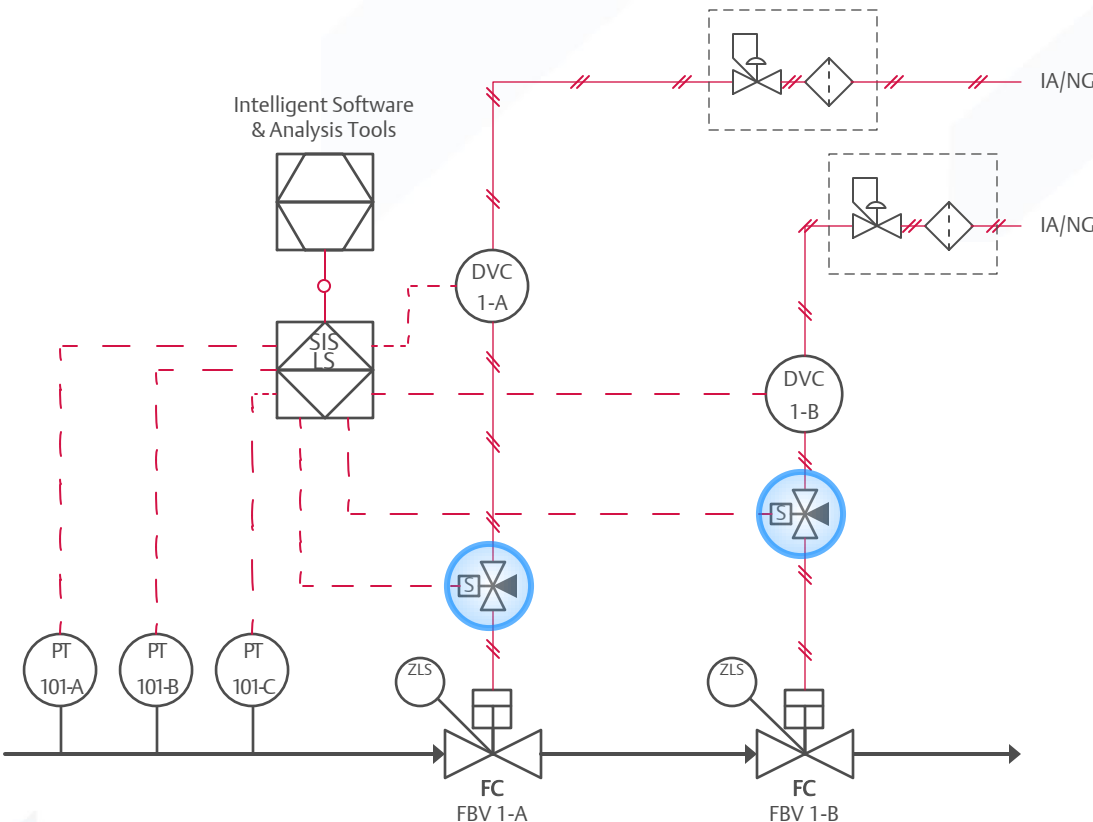 IA/NG
Intelligent Software
& Analysis Tools
IA/NG
DVC
1-A
SIS
LS
DVC
1-B
S
S
PT
101-A
PT
101-B
PT
101-C
ZLS
ZLS
FC
FBV 1-A
FC
FBV 1-B